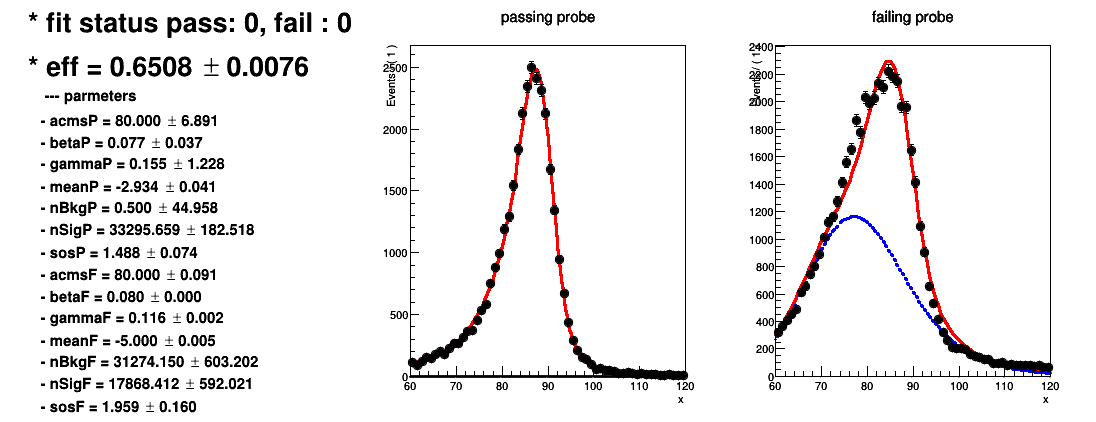 * fit status pass: 0, fail : 0
* eff = 0.6508 ± 0.0076
--- parmeters
- acmsP = 80.000 ± 6.891
- betaP = 0.077 ± 0.037
- gammaP = 0.155 ± 1.228
- meanP = -2.934 ± 0.041
- nBkgP = 0.500 ± 44.958
- nSigP = 33295.659 ± 182.518
- sosP = 1.488 ± 0.074
- acmsF = 80.000 ± 0.091
- betaF = 0.080 ± 0.000
- gammaF = 0.116 ± 0.002
- meanF = -5.000 ± 0.005
- nBkgF = 31274.150 ± 603.202
- nSigF = 17868.412 ± 592.021
- sosF = 1.959 ± 0.160
passing probe
Events / ( 1 )
2500
2000
1500
1000
500
0
60 70 80 90 100 110 120
x
failing probe
Events / ( 1 )
2400
2200
2000
1800
1600
1400
1200
1000
800
600
400
200
0
60 70 80 90 100 110 120
x